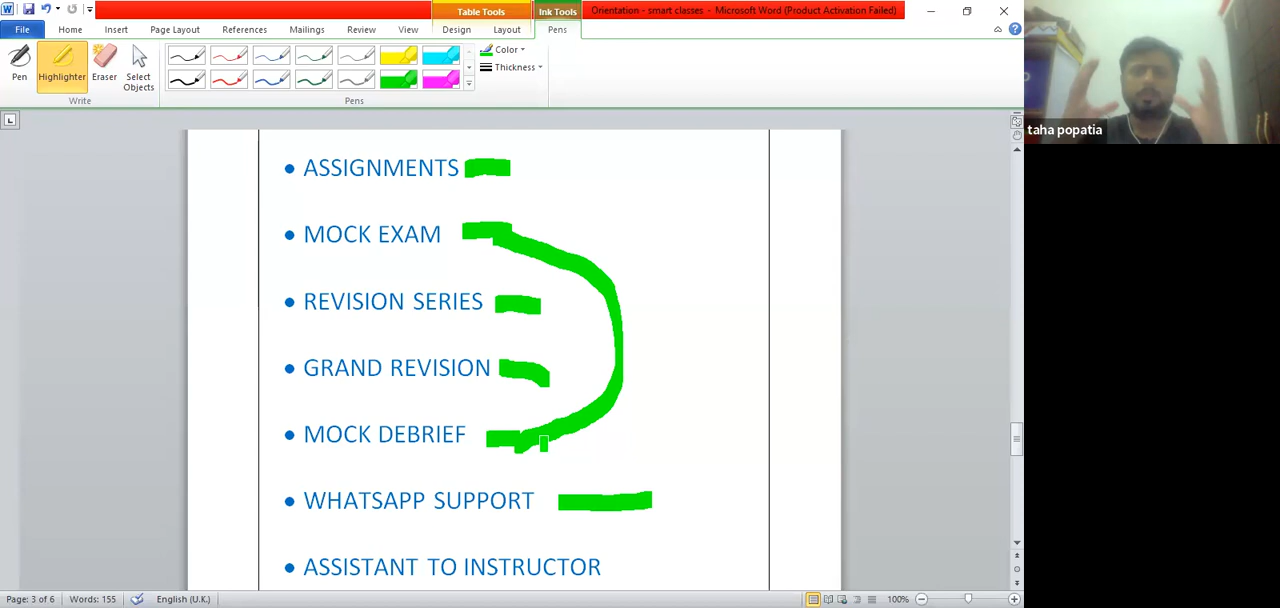 Table Tools
Ink Tools
Orientation - smart classes - Microsoft Word (Product Activation Failed)
File
Home
Insert
Page Layout
References
Mailings
Review
View
Design
Layout
Pens
Pen
Highlighter
Eraser
Select
Objects
Color
Thickness
Write
Pens
taha popatia
• ASSIGNMENTS
• MOCK EXAM
• REVISION SERIES
• GRAND REVISION
• MOCK DEBRIEF
• WHATSAPP SUPPORT
• ASSISTANT TO INSTRUCTOR
Page: 3 of 6
Words: 155
English (U.K.)
100%